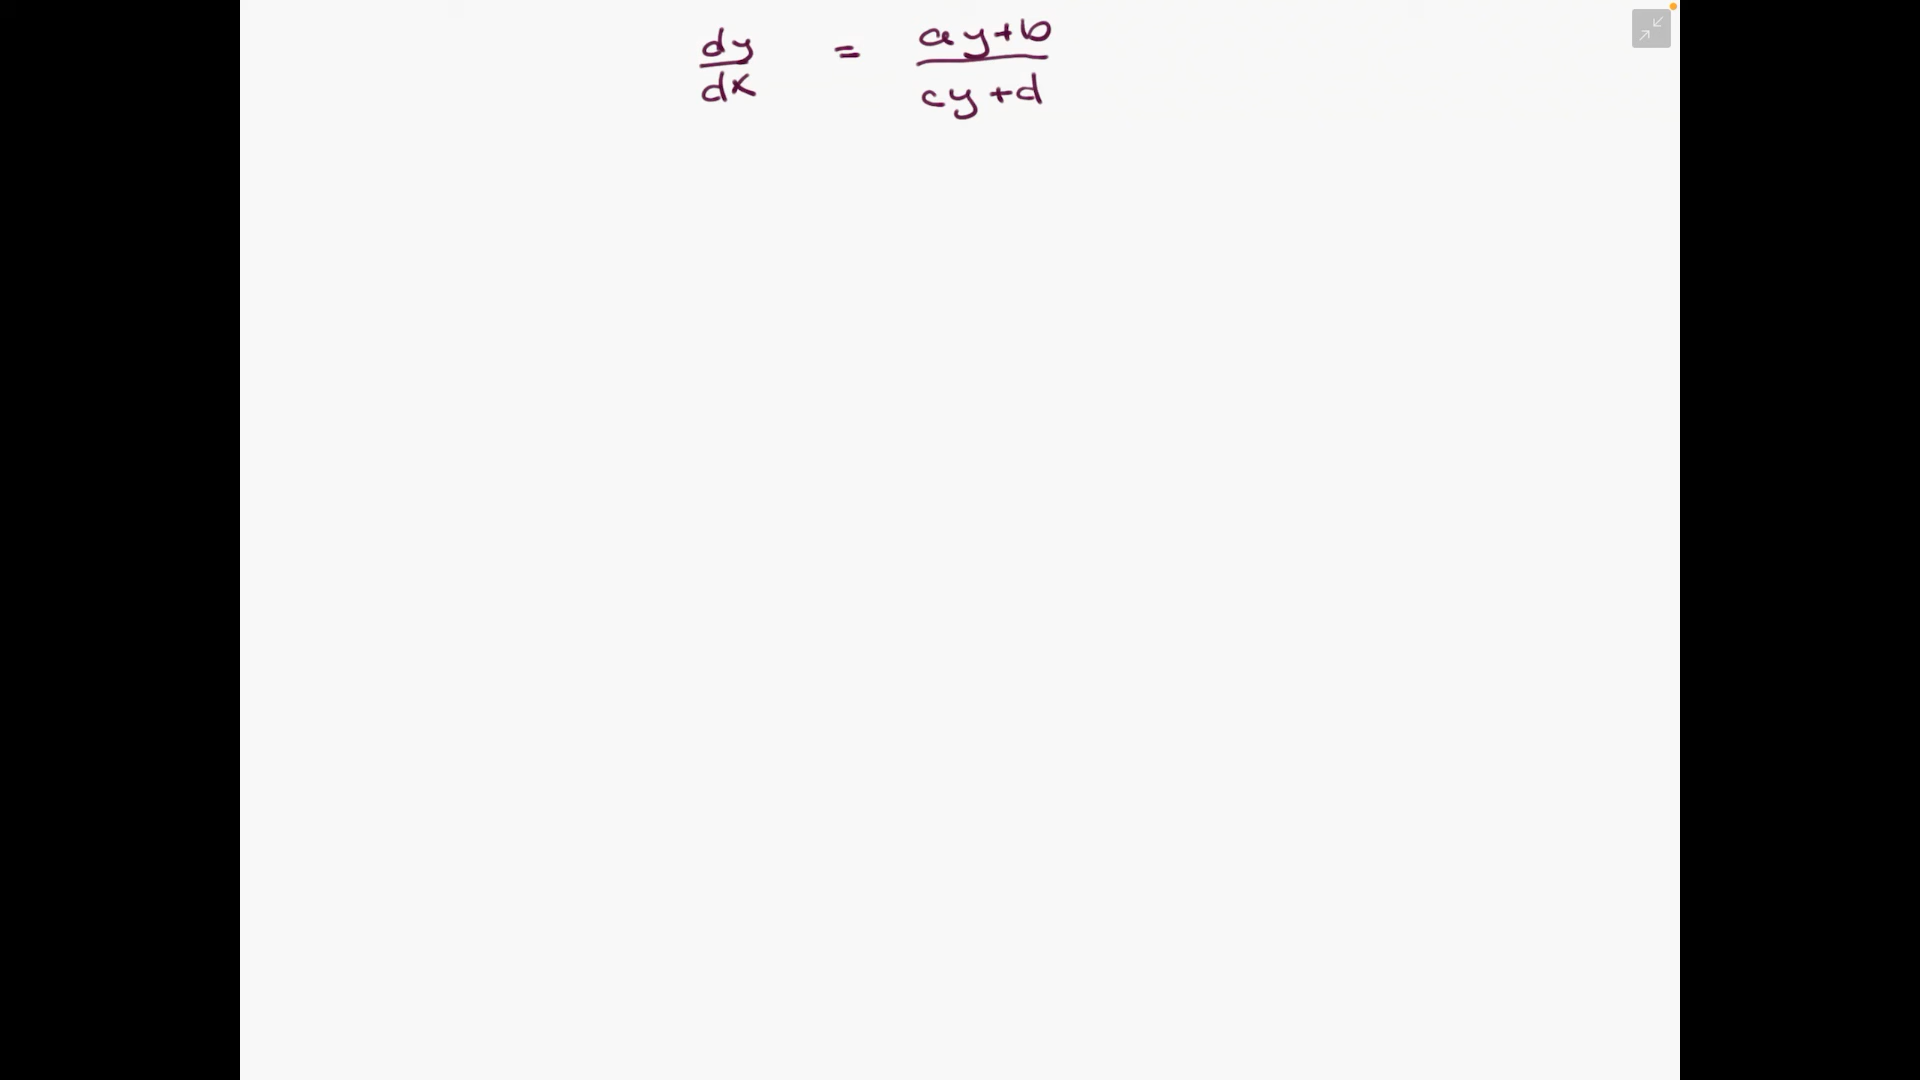 dy/dx = (ay+b)/(cy+d)